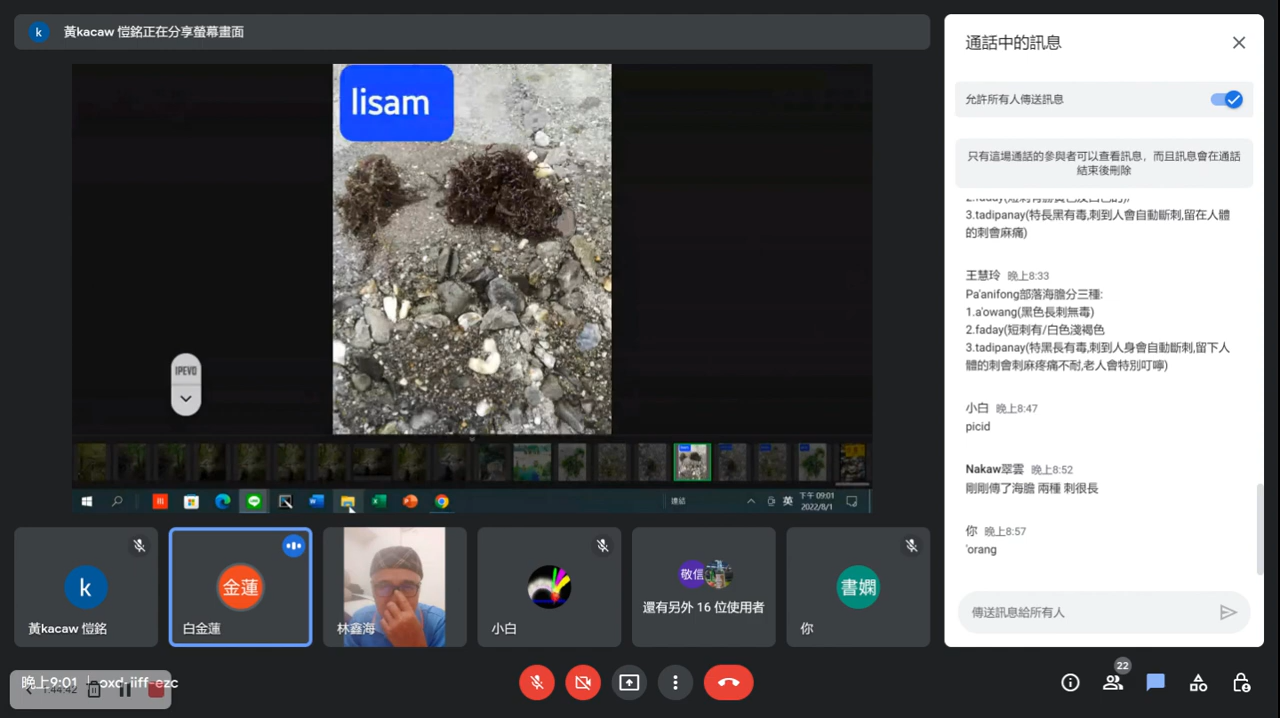 k 黃kacaw 愷銘正在分享螢幕畫面
lisam
IPEVO
連結
英
下午 09:01
2022/8/1
k
黃kacaw 愷銘
金蓮
白金蓮
林鑫海
小白
敬信
還有另外 16 位使用者
書嫻
你
晚上9:01
1:44:42
oxd-jiff-ezc
22
通話中的訊息
允許所有人傳送訊息
只有這場通話的參與者可以查看訊息，而且訊息會在通話
結束後刪除
3.tadipanay(特長黑有毒,刺到人會自動斷刺,留在人體
的刺會麻痛)
王慧玲 晚上8:33
Pa'anifong部落海膽分三種:
1.a'owang(黑色長刺無毒)
2.faday(短刺有/白色淺褐色
3.tadipanay(特黑長有毒,刺到人身會自動斷刺,留下人
體的刺會刺麻疼痛不耐,老人會特別叮嚀)
小白 晚上8:47
picid
Nakaw翠雲 晚上8:52
剛剛傳了海膽 兩種 刺很長
你 晚上8:57
'orang
傳送訊息給所有人